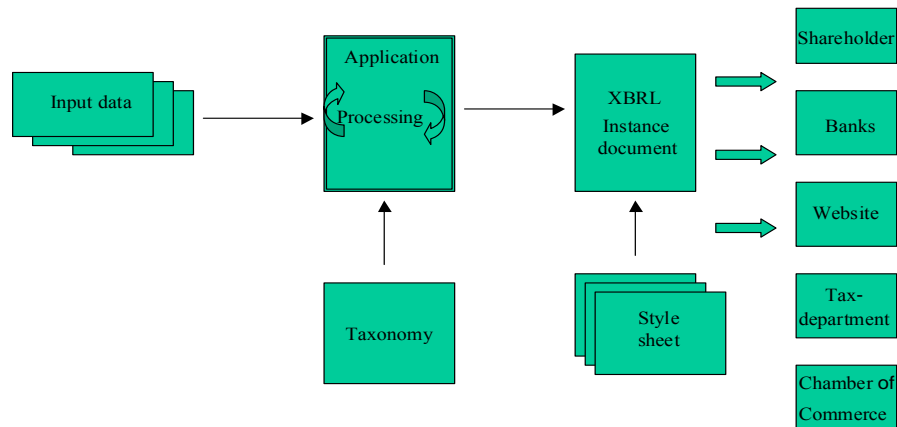 Input data
Application
Processing
Taxonomy
XBRL
Instance
document
Style
sheet
Shareholder
Banks
Website
Tax-
department
Chamber of
Commerce